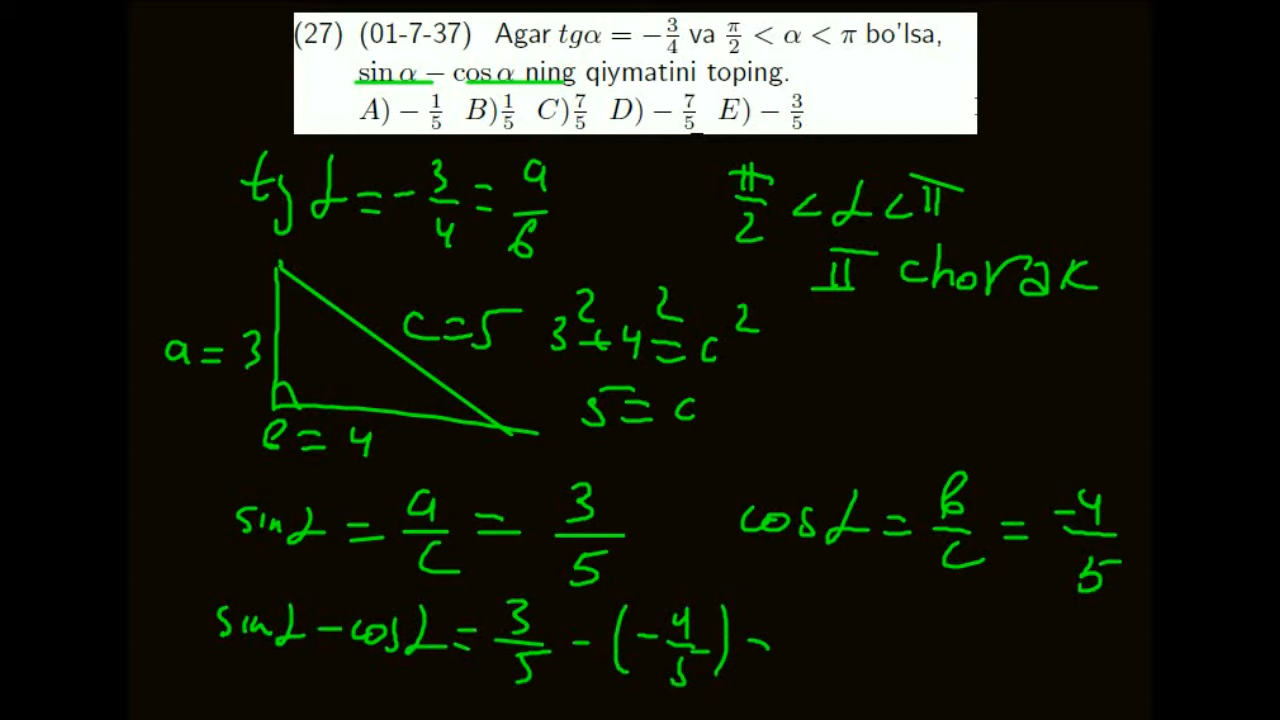 (27) (01-7-37) Agar tgα = −3/4 va π/2 < α < π bo'lsa,
sin α − cos α ning qiymatini toping.
A) − 1/5 B) 1/5 C) 7/5 D) − 7/5 E) − 3/5
tg α = − 3/4 = a/b
π/2 < α < π
II chorak
a = 3
c = 5
3² + 4² = c²
5 = c
b = 4
sin α = a/c = 3/5
cos α = b/c = −4/5
sin α − cos α = 3/5 − (− 4/5)